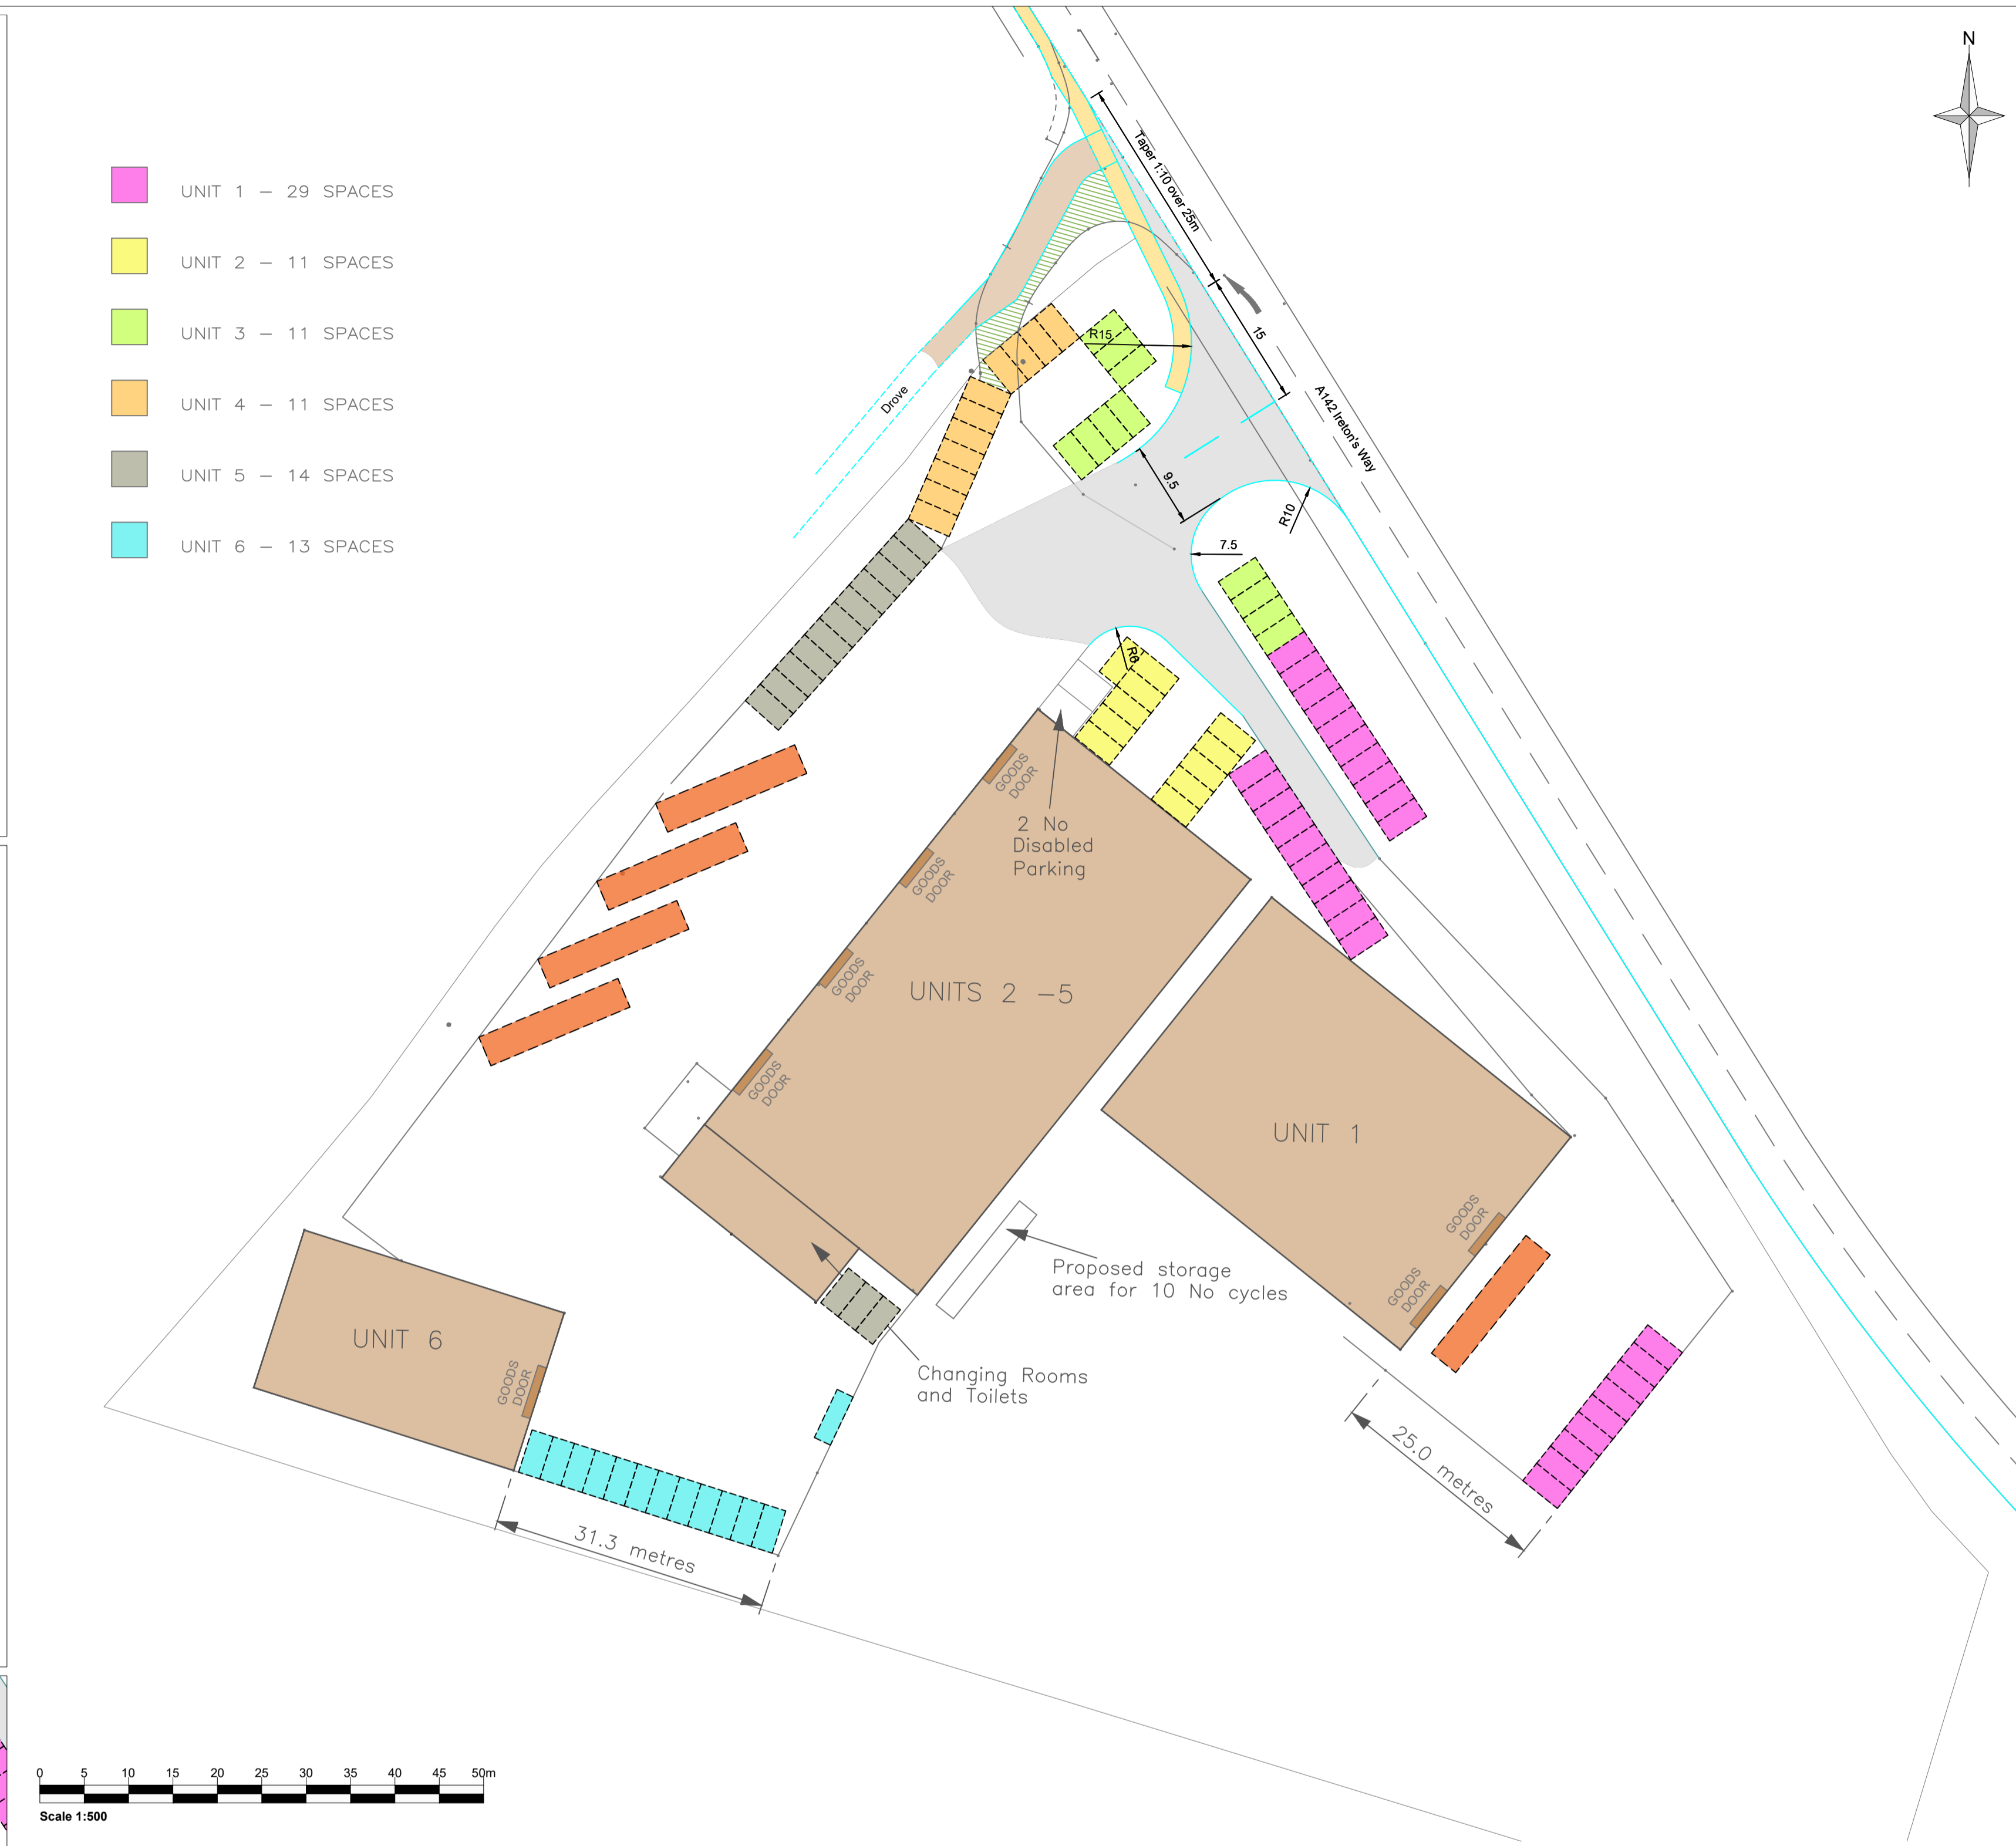 N
UNIT 1 – 29 SPACES
UNIT 2 – 11 SPACES
UNIT 3 – 11 SPACES
UNIT 4 – 11 SPACES
UNIT 5 – 14 SPACES
UNIT 6 – 13 SPACES
Taper 1:10 over 25m
15
A142 Ireton's Way
R15
Drove
9.5
R10
7.5
R6
GOODS
DOOR
2 No
Disabled
Parking
GOODS
DOOR
GOODS
DOOR
UNITS 2 –5
GOODS
DOOR
UNIT 1
GOODS
DOOR
GOODS
DOOR
Proposed storage
area for 10 No cycles
UNIT 6
GOODS
DOOR
Changing Rooms
and Toilets
25.0 metres
31.3 metres
0 5 10 15 20 25 30 35 40 45 50m
Scale 1:500